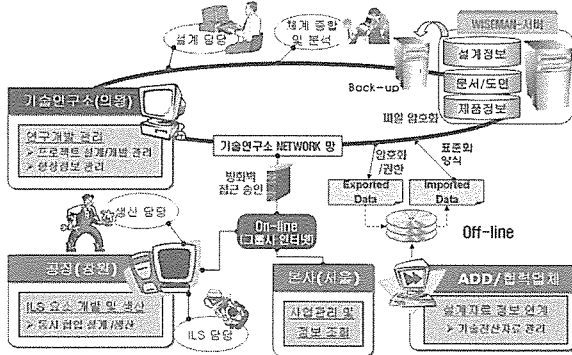 설계 담당
체계 종합
및 분석
WISEMAN-서버
설계정보
문서/도면
제품정보
Back-up
파일 암호화
기술연구소(의왕)
연구개발 관리
> 프로젝트 설계/개발 관리
> 형상정보 관리
기술연구소 NETWORK 망
암호화
/권한
표준화
양식
방화벽
접근 승인
Exported
Data
Imported
Data
생산 담당
On-line
(그룹사 인터넷)
Off-line
공장(창원)
ILS 요소 개발 및 생산
> 동시 협업 설계/생산
ILS 담당
본사(서울)
사업관리 및
정보 조회
ADD/협력업체
설계자료 정보 연계
> 기술전산자료 관리